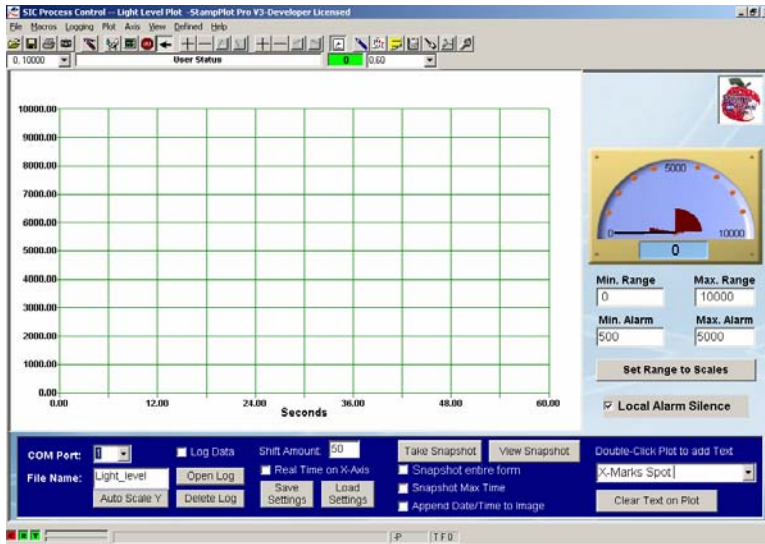 SIC Process Control -- Light Level Plot -StampPlot Pro V3-Developer Licensed
File Macros Logging Plot Axis View Defined Help
0, 10000 User Status 0 0,60
10000.00
9000.00
8000.00
7000.00
6000.00
5000.00
4000.00
3000.00
2000.00
1000.00
0.00
0.00 12.00 24.00 36.00 48.00 60.00
Seconds
5000
0 10000
0
Min. Range Max. Range
0 10000
Min. Alarm Max. Alarm
500 5000
Set Range to Scales
Local Alarm Silence
COM Port: 1
File Name: Light_level
Auto Scale Y
Log Data
Open Log
Delete Log
Shift Amount: 50
Real Time on X-Axis
Save Settings
Load Settings
Take Snapshot View Snapshot
Snapshot entire form
Snapshot Max Time
Append Date/Time to Image
Double-Click Plot to add Text
X-Marks Spot
Clear Text on Plot
C R T -P T F 0